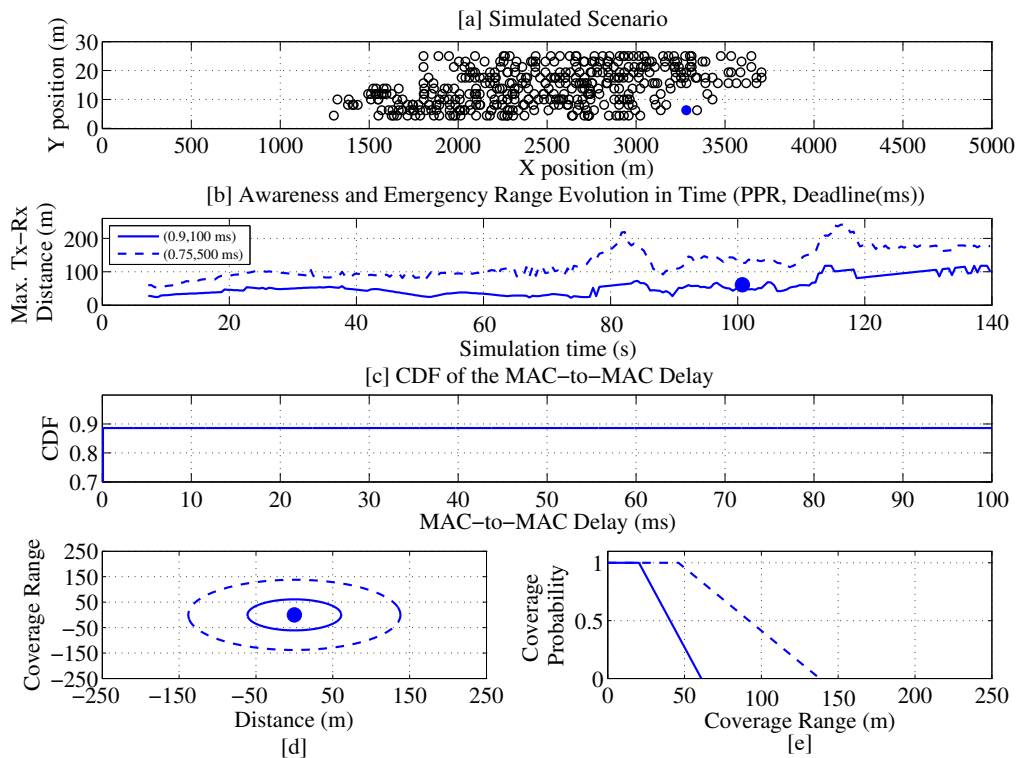 [a] Simulated Scenario
Y position (m)
30
20
10
0
0 500 1000 1500 2000 2500 3000 3500 4000 4500 5000
X position (m)
[b] Awareness and Emergency Range Evolution in Time (PPR, Deadline(ms))
Max. Tx−Rx
Distance (m)
200
100
0
(0.9,100 ms)
(0.75,500 ms)
0 20 40 60 80 100 120 140
Simulation time (s)
[c] CDF of the MAC−to−MAC Delay
CDF
0.9
0.8
0.7
0 10 20 30 40 50 60 70 80 90 100
MAC−to−MAC Delay (ms)
Coverage Range
250
150
50
−50
−150
−250
−250 −150 −50 50 150 250
Distance (m)
[d]
Coverage
Probability
1
0.5
0
0 50 100 150 200 250
Coverage Range (m)
[e]